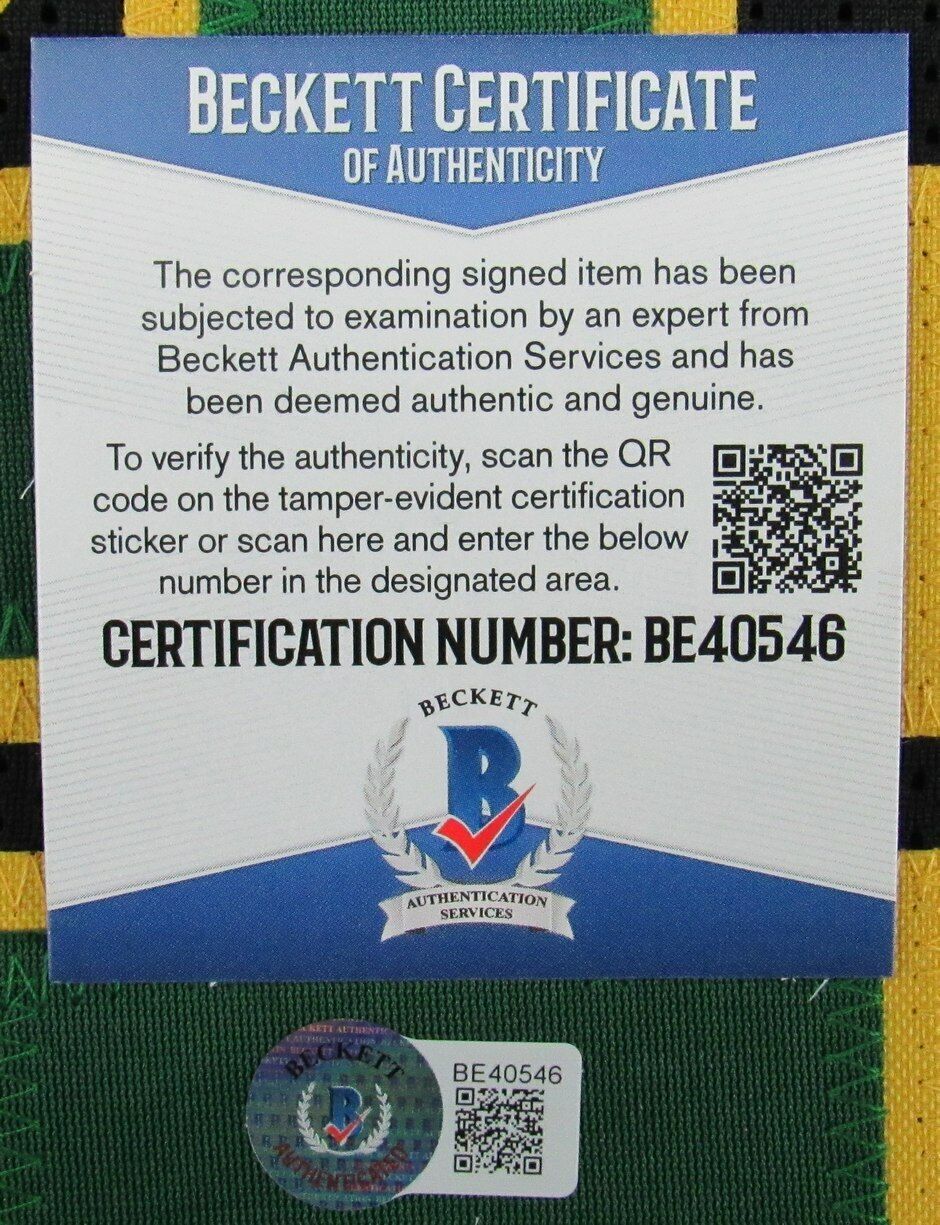 BECKETT CERTIFICATE
OF AUTHENTICITY
The corresponding signed item has been
subjected to examination by an expert from
Beckett Authentication Services and has
been deemed authentic and genuine.
To verify the authenticity, scan the QR
code on the tamper-evident certification
sticker or scan here and enter the below
number in the designated area.
CERTIFICATION NUMBER: BE40546
BECKETT
B
AUTHENTICATION
SERVICES
BECKETT
B
AUTHENTICATED
BE40546